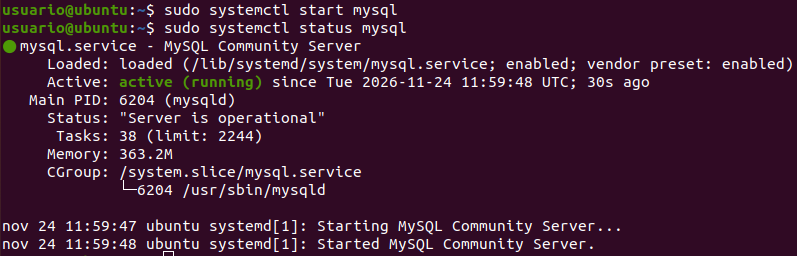 usuario@ubuntu:~$ sudo systemctl start mysql
usuario@ubuntu:~$ sudo systemctl status mysql
● mysql.service - MySQL Community Server
     Loaded: loaded (/lib/systemd/system/mysql.service; enabled; vendor preset: enabled)
     Active: active (running) since Tue 2026-11-24 11:59:48 UTC; 30s ago
   Main PID: 6204 (mysqld)
     Status: "Server is operational"
      Tasks: 38 (limit: 2244)
     Memory: 363.2M
     CGroup: /system.slice/mysql.service
             └─6204 /usr/sbin/mysqld
nov 24 11:59:47 ubuntu systemd[1]: Starting MySQL Community Server...
nov 24 11:59:48 ubuntu systemd[1]: Started MySQL Community Server.